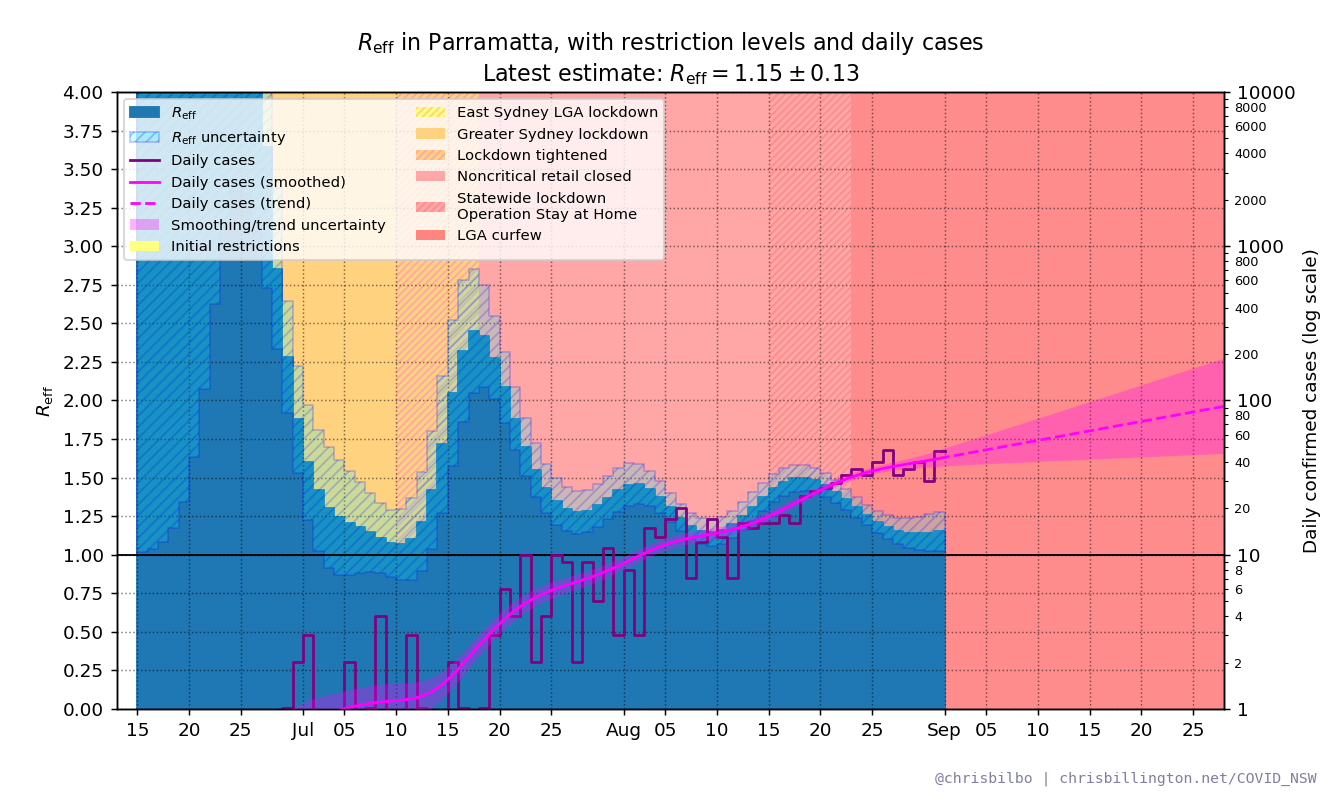 Reff in Parramatta, with restriction levels and daily cases
Latest estimate: Reff = 1.15 ± 0.13
Reff
Reff uncertainty
Daily cases
Daily cases (smoothed)
Daily cases (trend)
Smoothing/trend uncertainty
Initial restrictions
East Sydney LGA lockdown
Greater Sydney lockdown
Lockdown tightened
Noncritical retail closed
Statewide lockdown
Operation Stay at Home
LGA curfew
Reff
4.00
3.75
3.50
3.25
3.00
2.75
2.50
2.25
2.00
1.75
1.50
1.25
1.00
0.75
0.50
0.25
0.00
10000
8000
6000
4000
2000
1000
800
600
400
200
100
80
60
40
20
10
8
6
4
2
1
Daily confirmed cases (log scale)
15 20 25 Jul 05 10 15 20 25 Aug 05 10 15 20 25 Sep 05 10 15 20 25
@chrisbilbo | chrisbillington.net/COVID_NSW